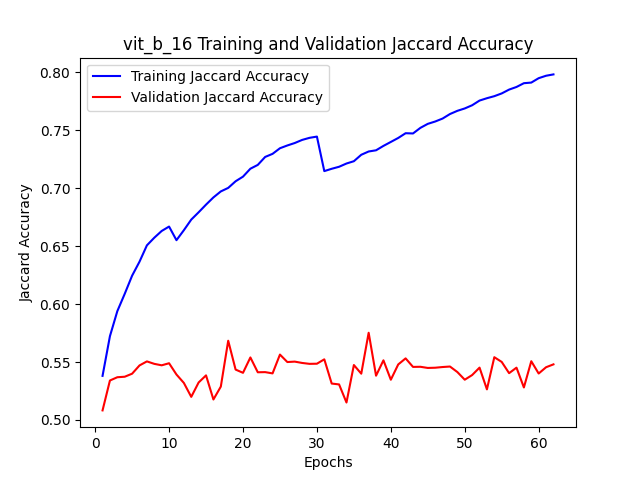 vit_b_16 Training and Validation Jaccard Accuracy
Training Jaccard Accuracy
Validation Jaccard Accuracy
Jaccard Accuracy
0.80
0.75
0.70
0.65
0.60
0.55
0.50
0 10 20 30 40 50 60
Epochs